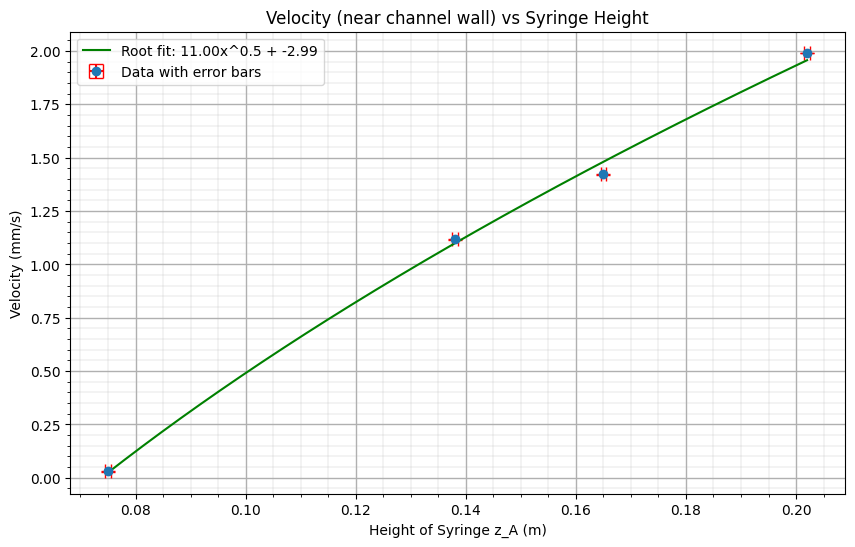 Velocity (near channel wall) vs Syringe Height
Root fit: 11.00x^0.5 + -2.99
Data with error bars
2.00
1.75
1.50
1.25
1.00
0.75
0.50
0.25
0.00
Velocity (mm/s)
0.08 0.10 0.12 0.14 0.16 0.18 0.20
Height of Syringe z_A (m)